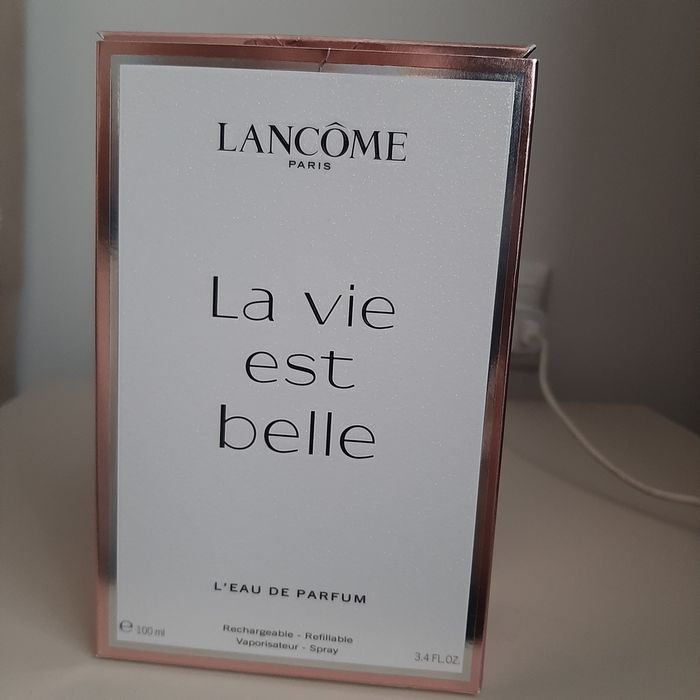 LANCÔME
PARIS
La vie
est
belle
L'EAU DE PARFUM
℮ 100 ml
Rechargeable - Refillable
Vaporisateur - Spray
3.4 FL.OZ.